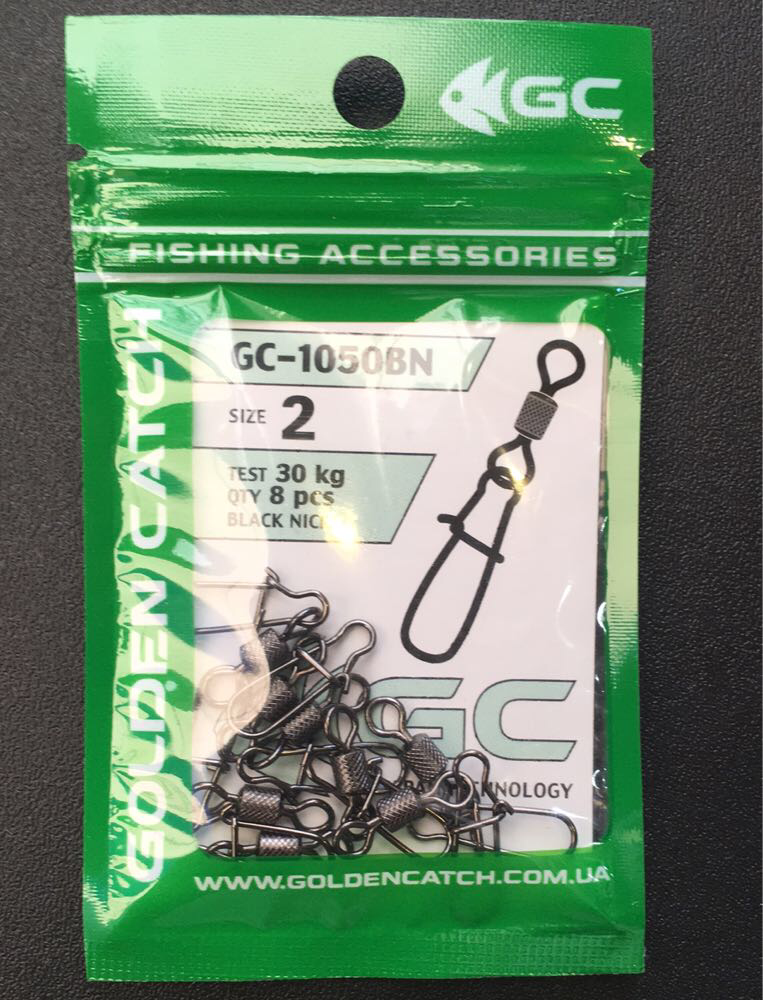 GC
FISHING ACCESSORIES
GOLDEN CATCH
GC-1050BN
SIZE 2
TEST 30 kg
QTY 8 pcs
BLACK
GC
WWW.GOLDENCATCH.COM.UA